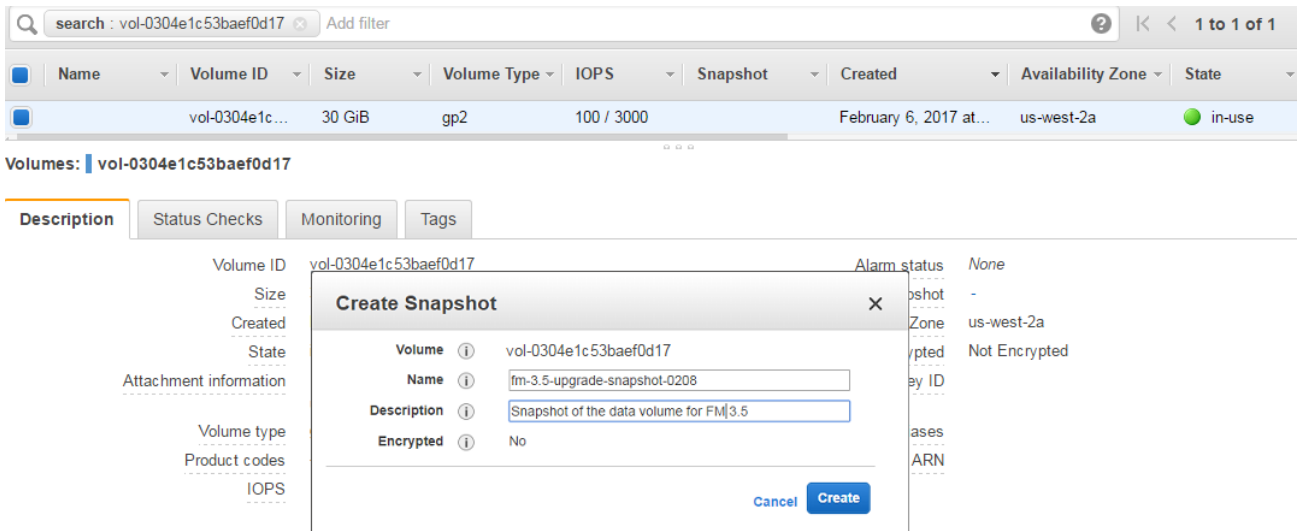 search : vol-0304e1c53baef0d17 Add filter 1 to 1 of 1
Name Volume ID Size Volume Type IOPS Snapshot Created Availability Zone State
vol-0304e1c... 30 GiB gp2 100 / 3000 February 6, 2017 at... us-west-2a in-use
Volumes: vol-0304e1c53baef0d17
Description Status Checks Monitoring Tags
Volume ID vol-0304e1c53baef0d17 Alarm status None
Size pshot -
Created Zone us-west-2a
State ypted Not Encrypted
Attachment information ey ID
Volume type ases
Product codes ARN
IOPS
Create Snapshot
Volume vol-0304e1c53baef0d17
Name fm-3.5-upgrade-snapshot-0208
Description Snapshot of the data volume for FM 3.5
Encrypted No
Cancel Create